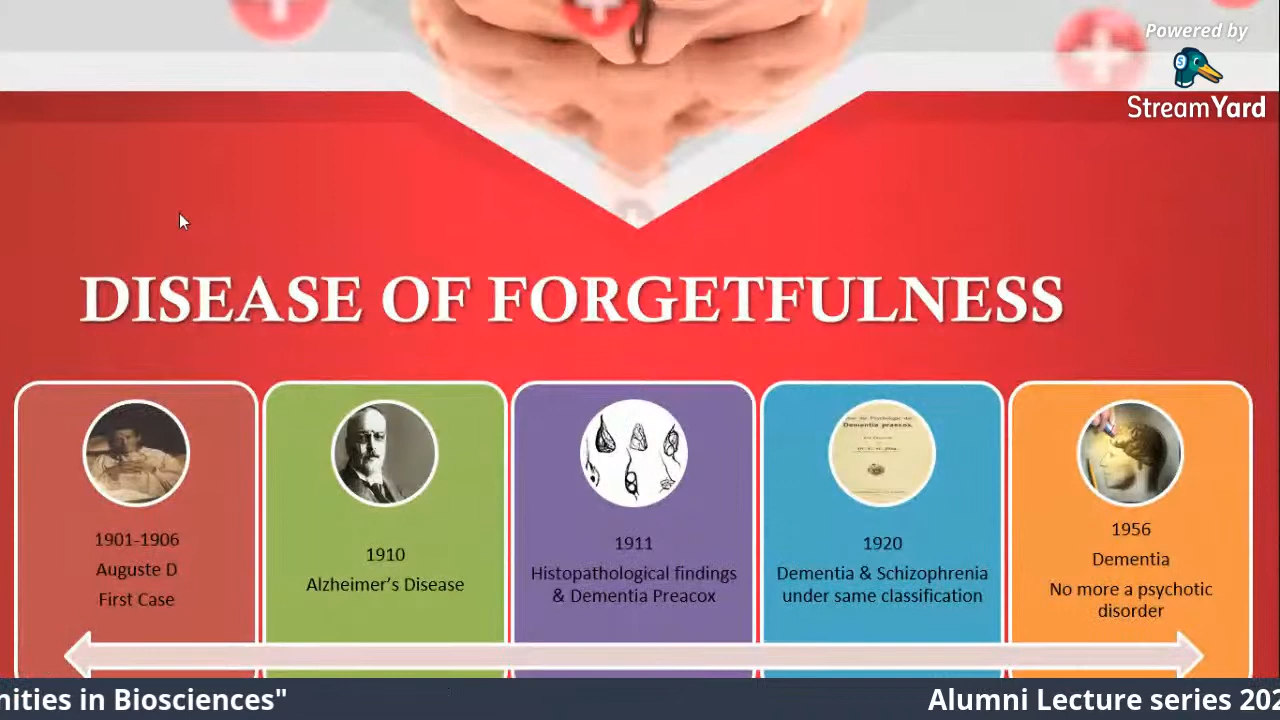 Powered by
StreamYard
DISEASE OF FORGETFULNESS
Dementia praecox.
1901-1906
Auguste D
First Case
1910
Alzheimer's Disease
1911
Histopathological findings
& Dementia Preacox
1920
Dementia & Schizophrenia
under same classification
1956
Dementia
No more a psychotic
disorder
nities in Biosciences"
Alumni Lecture series 202